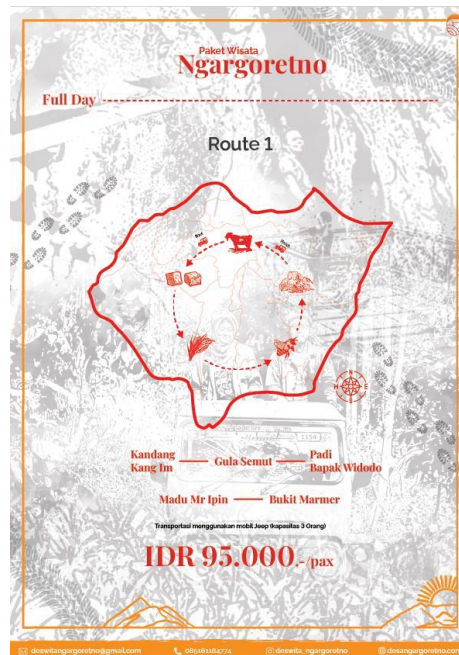 Paket Wisata
Ngargoretno
Full Day
Route 1
Kandang
Kang Im
Gula Semut
Padi
Bapak Widodo
Madu Mr Ipin
Bukit Marmer
Transportasi menggunakan mobil Jeep (kapasitas 3 Orang)
IDR 95.000.-/pax
deswitangargoretno@gmail.com
085161184774
deswita_ngargoretno
desangargoretno.com